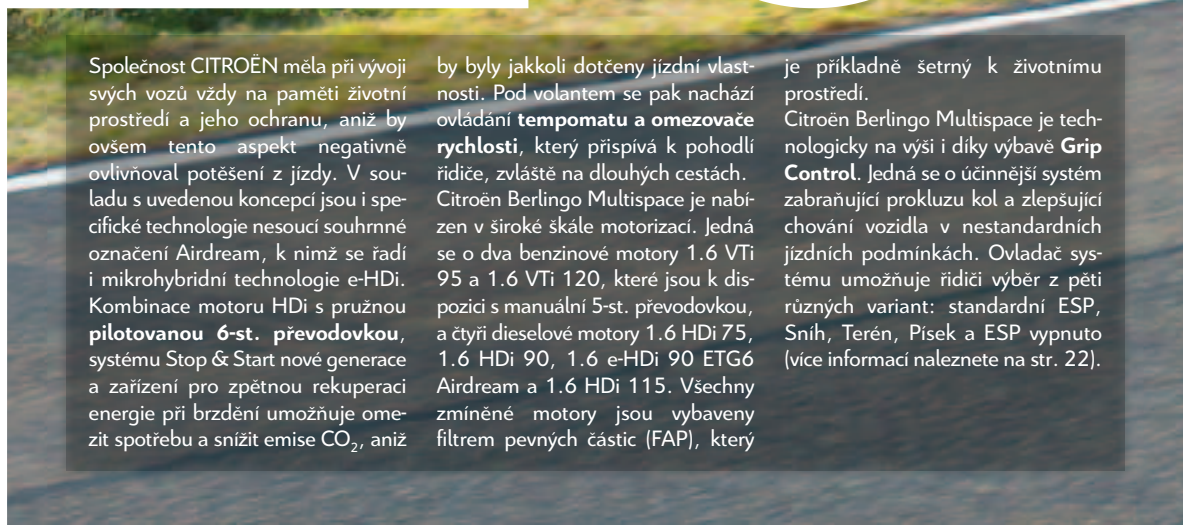 Společnost CITROËN měla při vývoji
svých vozů vždy na paměti životní
prostředí a jeho ochranu, aniž by
ovšem tento aspekt negativně
ovlivňoval potěšení z jízdy. V sou-
ladu s uvedenou koncepcí jsou i spe-
cifické technologie nesoucí souhrnné
označení Airdream, k nimž se řadí
i mikrohybridní technologie e-HDi.
Kombinace motoru HDi s pružnou
pilotovanou 6-st. převodovkou,
systému Stop & Start nové generace
a zařízení pro zpětnou rekuperaci
energie při brzdění umožňuje ome-
zit spotřebu a snížit emise CO₂, aniž
by byly jakkoli dotčeny jízdní vlast-
nosti. Pod volantem se pak nachází
ovládání tempomatu a omezovače
rychlosti, který přispívá k pohodlí
řidiče, zvláště na dlouhých cestách.
Citroën Berlingo Multispace je nabí-
zen v široké škále motorizací. Jedná
se o dva benzinové motory 1.6 VTi
95 a 1.6 VTi 120, které jsou k dis-
pozici s manuální 5-st. převodovkou,
a čtyři dieselové motory 1.6 HDi 75,
1.6 HDi 90, 1.6 e-HDi 90 ETG6
Airdream a 1.6 HDi 115. Všechny
zmíněné motory jsou vybaveny
filtrem pevných částic (FAP), který
je příkladně šetrný k životnímu
prostředí.
Citroën Berlingo Multispace je tech-
nologicky na výši i díky výbavě Grip
Control. Jedná se o účinnější systém
zabraňující prokluzu kol a zlepšující
chování vozidla v nestandardních
jízdních podmínkách. Ovladač sys-
tému umožňuje řidiči výběr z pěti
různých variant: standardní ESP,
Sníh, Terén, Písek a ESP vypnuto
(více informací naleznete na str. 22).